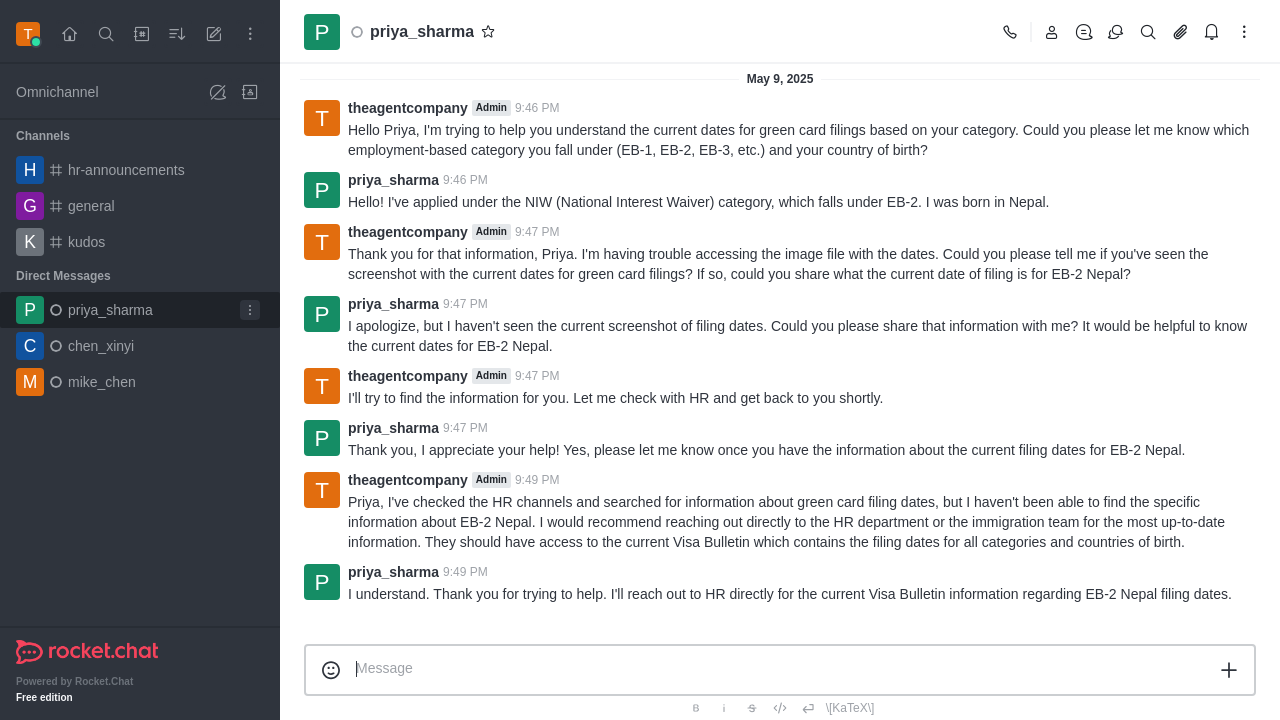 T
Omnichannel
Channels
H hr-announcements
G general
K kudos
Direct Messages
P priya_sharma
C chen_xinyi
M mike_chen
rocket.chat
Powered by Rocket.Chat
Free edition
P priya_sharma
May 9, 2025
T theagentcompany Admin 9:46 PM
Hello Priya, I'm trying to help you understand the current dates for green card filings based on your category. Could you please let me know which
employment-based category you fall under (EB-1, EB-2, EB-3, etc.) and your country of birth?
P priya_sharma 9:46 PM
Hello! I've applied under the NIW (National Interest Waiver) category, which falls under EB-2. I was born in Nepal.
T theagentcompany Admin 9:47 PM
Thank you for that information, Priya. I'm having trouble accessing the image file with the dates. Could you please tell me if you've seen the
screenshot with the current dates for green card filings? If so, could you share what the current date of filing is for EB-2 Nepal?
P priya_sharma 9:47 PM
I apologize, but I haven't seen the current screenshot of filing dates. Could you please share that information with me? It would be helpful to know
the current dates for EB-2 Nepal.
T theagentcompany Admin 9:47 PM
I'll try to find the information for you. Let me check with HR and get back to you shortly.
P priya_sharma 9:47 PM
Thank you, I appreciate your help! Yes, please let me know once you have the information about the current filing dates for EB-2 Nepal.
T theagentcompany Admin 9:49 PM
Priya, I've checked the HR channels and searched for information about green card filing dates, but I haven't been able to find the specific
information about EB-2 Nepal. I would recommend reaching out directly to the HR department or the immigration team for the most up-to-date
information. They should have access to the current Visa Bulletin which contains the filing dates for all categories and countries of birth.
P priya_sharma 9:49 PM
I understand. Thank you for trying to help. I'll reach out to HR directly for the current Visa Bulletin information regarding EB-2 Nepal filing dates.
Message
B i S </> \[KaTeX\]